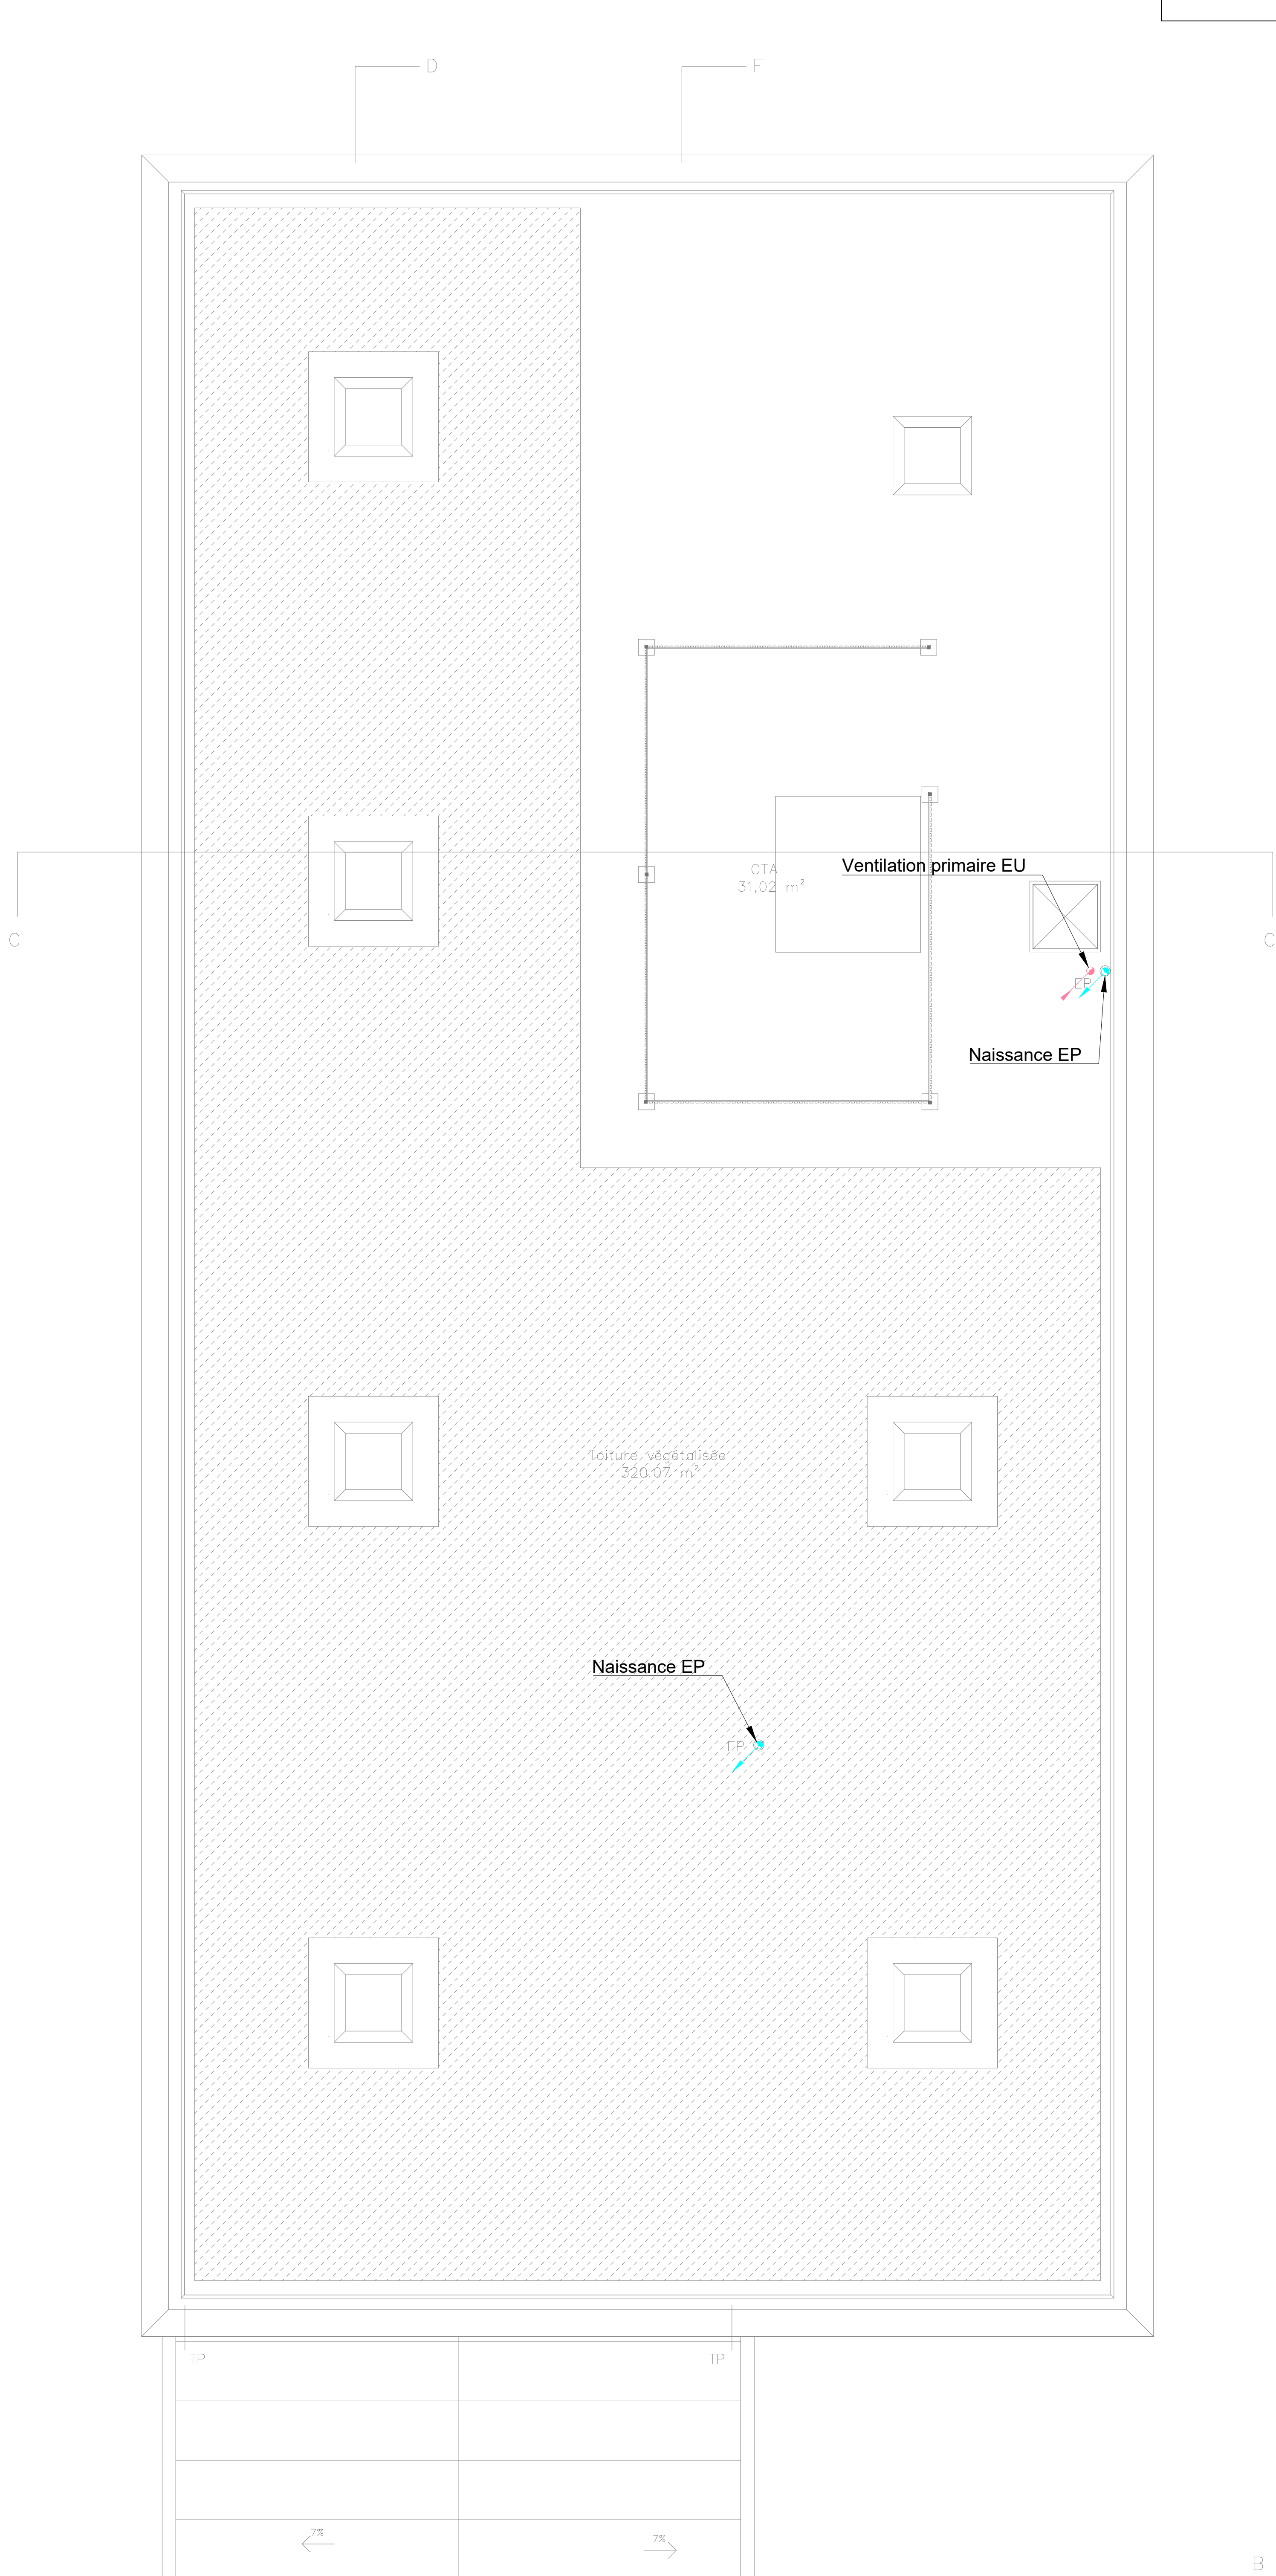 D
F
CTA
31,02 m²
Ventilation primaire EU
C
C
EP
Naissance EP
Toiture végétalisée
320.07 m²
Naissance EP
EP
TP
TP
7%
7%
B